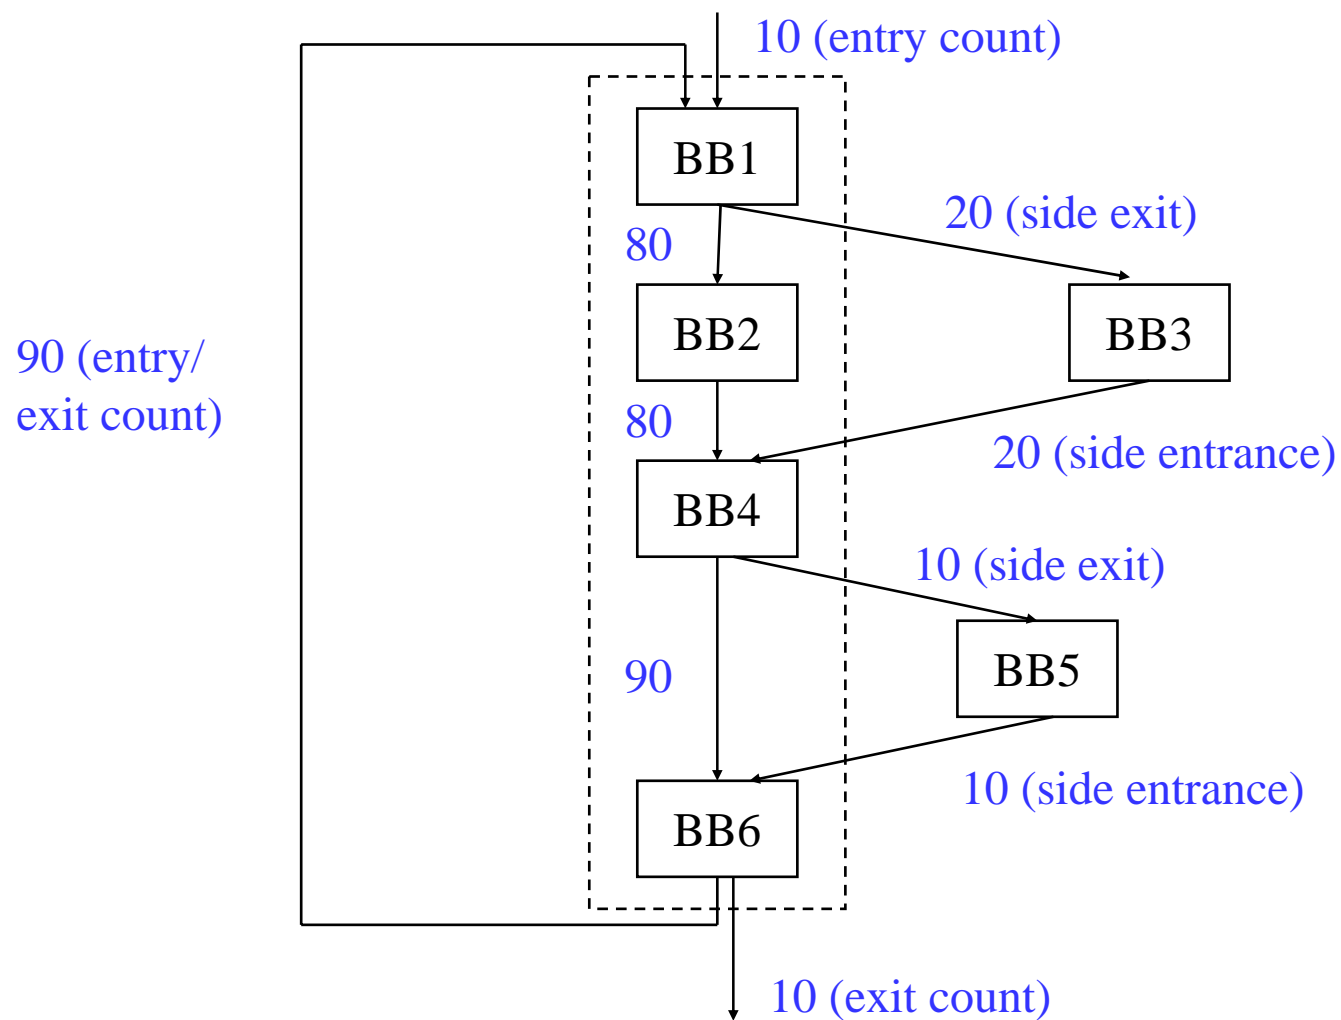 10 (entry count)
BB1
20 (side exit)
80
BB2
BB3
90 (entry/
exit count)
80
20 (side entrance)
BB4
10 (side exit)
90
BB5
10 (side entrance)
BB6
10 (exit count)